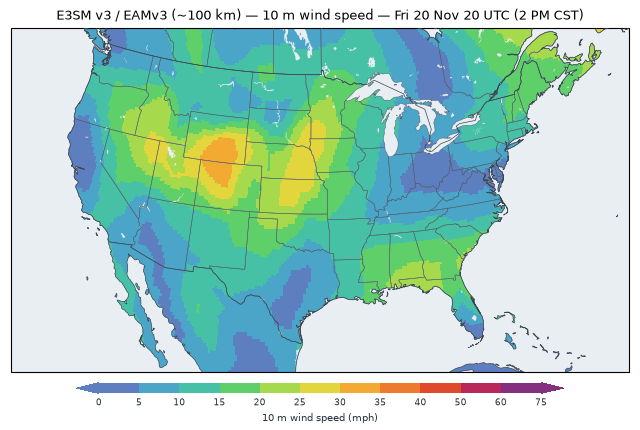 E3SM v3 / EAMv3 (~100 km) — 10 m wind speed — Fri 20 Nov 20 UTC (2 PM CST)
0 5 10 15 20 25 30 35 40 50 60 75
10 m wind speed (mph)